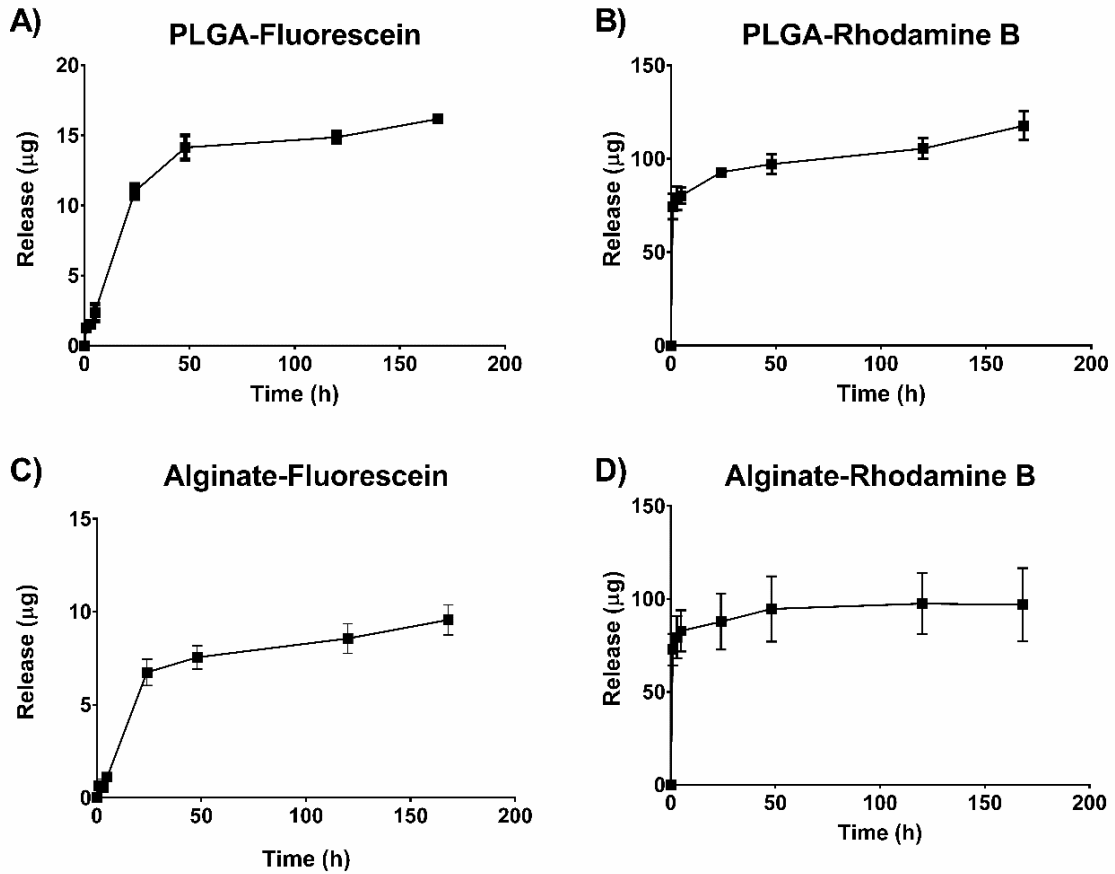 A)
PLGA-Fluorescein
20
15
10
5
0
Release (μg)
0 50 100 150 200
Time (h)
B)
PLGA-Rhodamine B
150
100
50
0
Release (μg)
0 50 100 150 200
Time (h)
C)
Alginate-Fluorescein
15
10
5
0
Release (μg)
0 50 100 150 200
Time (h)
D)
Alginate-Rhodamine B
150
100
50
0
Release (μg)
0 50 100 150 200
Time (h)